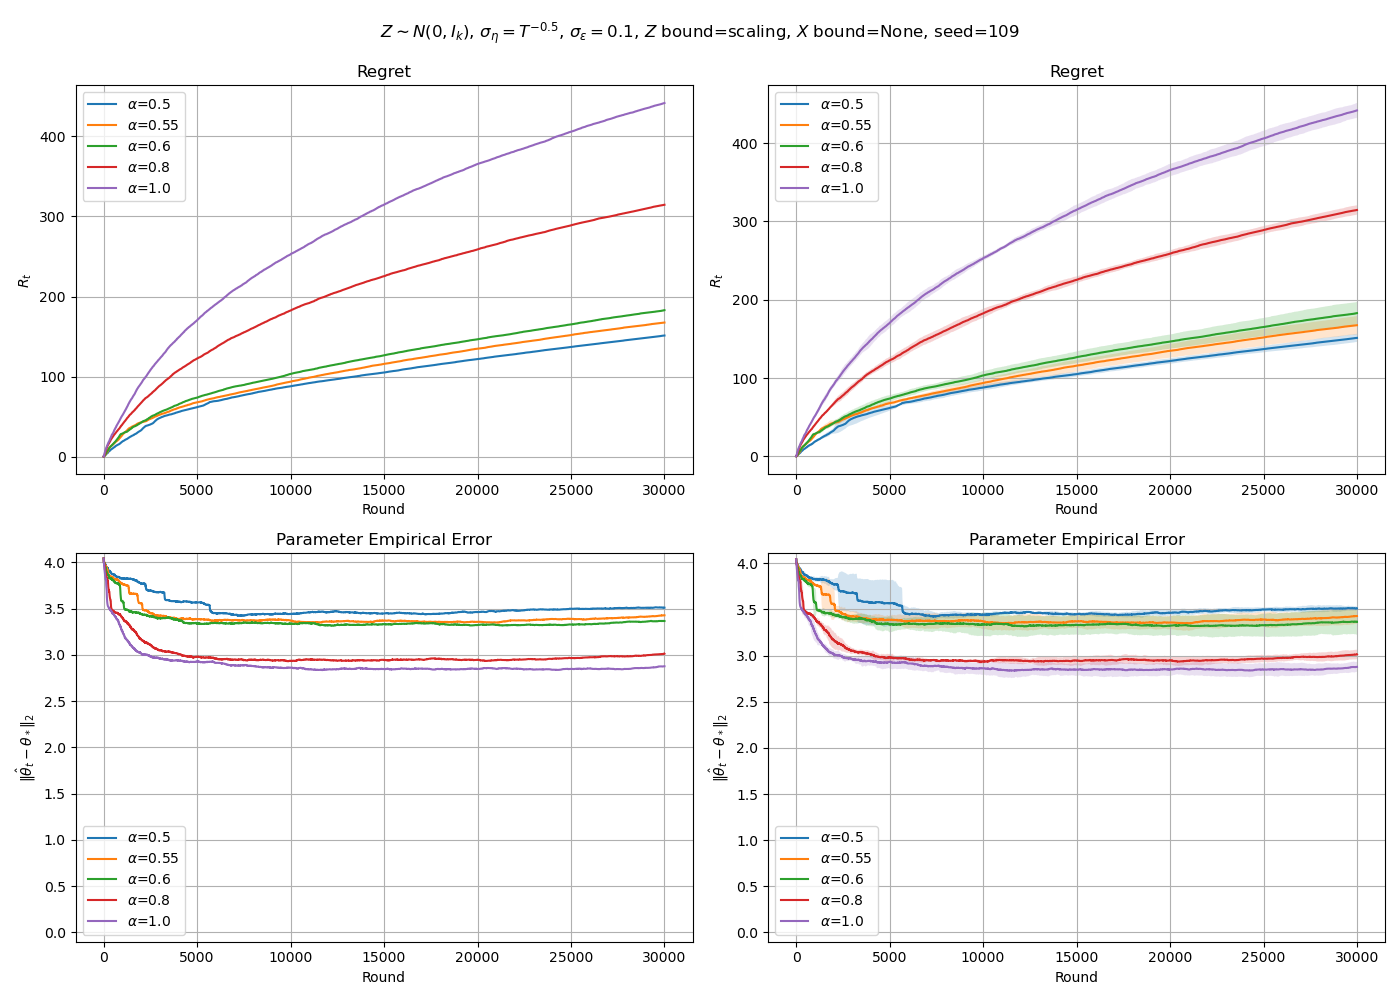 Z ~ N(0, I_k), σ_η = T^{−0.5}, σ_ε = 0.1, Z bound=scaling, X bound=None, seed=109
Regret
α=0.5
α=0.55
α=0.6
α=0.8
α=1.0
400
300
200
100
0
R_t
0 5000 10000 15000 20000 25000 30000
Round
Regret
α=0.5
α=0.55
α=0.6
α=0.8
α=1.0
400
300
200
100
0
R_t
0 5000 10000 15000 20000 25000 30000
Round
Parameter Empirical Error
4.0
3.5
3.0
2.5
2.0
1.5
1.0
0.5
0.0
‖θ̂_t − θ_*‖_2
α=0.5
α=0.55
α=0.6
α=0.8
α=1.0
0 5000 10000 15000 20000 25000 30000
Round
Parameter Empirical Error
4.0
3.5
3.0
2.5
2.0
1.5
1.0
0.5
0.0
‖θ̂_t − θ_*‖_2
α=0.5
α=0.55
α=0.6
α=0.8
α=1.0
0 5000 10000 15000 20000 25000 30000
Round